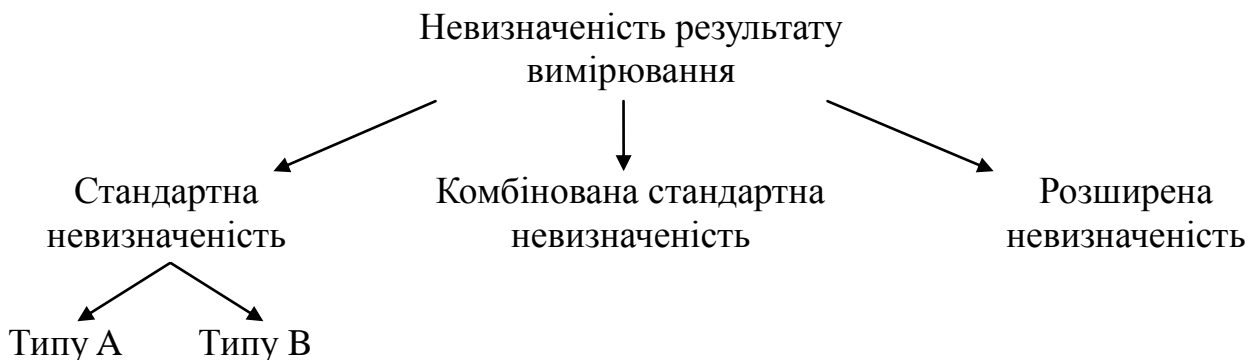 Невизначеність результату
вимірювання
Стандартна
невизначеність
Комбінована стандартна
невизначеність
Розширена
невизначеність
Типу А
Типу В